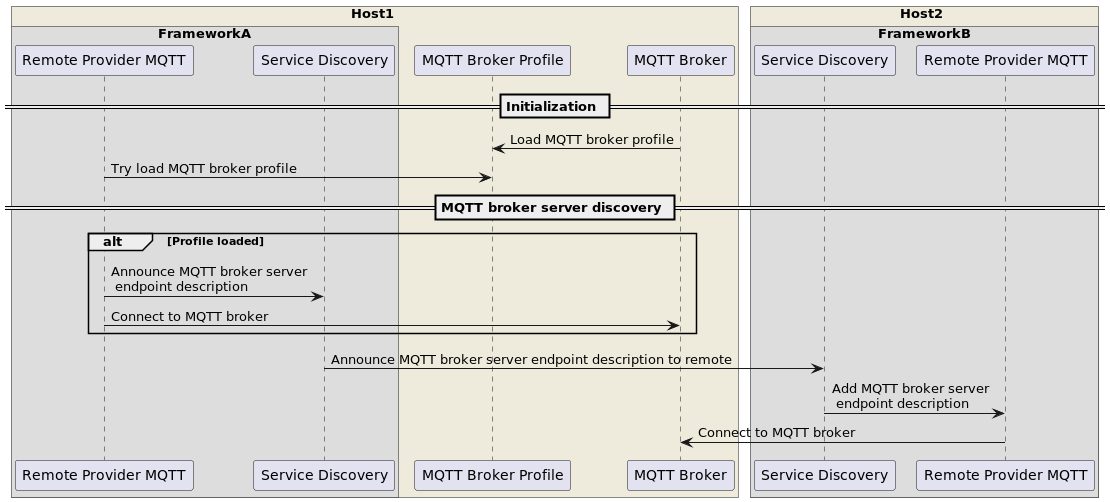 Host1
Host2
FrameworkA
FrameworkB
Remote Provider MQTT
Service Discovery
MQTT Broker Profile
MQTT Broker
Service Discovery
Remote Provider MQTT
Initialization
Load MQTT broker profile
Try load MQTT broker profile
MQTT broker server discovery
alt
[Profile loaded]
Announce MQTT broker server
endpoint description
Connect to MQTT broker
Announce MQTT broker server endpoint description to remote
Add MQTT broker server
endpoint description
Connect to MQTT broker
Remote Provider MQTT
Service Discovery
MQTT Broker Profile
MQTT Broker
Service Discovery
Remote Provider MQTT